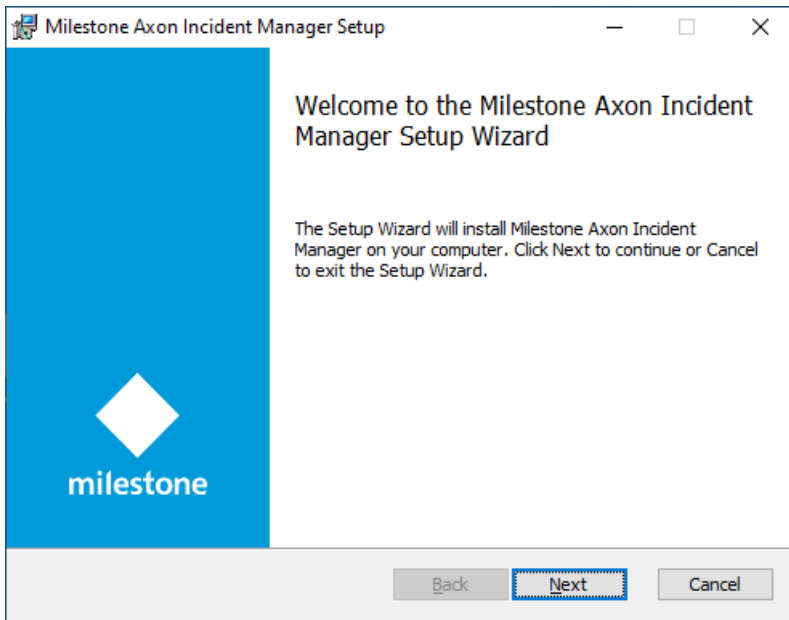 Milestone Axon Incident Manager Setup
Welcome to the Milestone Axon Incident
Manager Setup Wizard
The Setup Wizard will install Milestone Axon Incident
Manager on your computer. Click Next to continue or Cancel
to exit the Setup Wizard.
milestone
Back Next Cancel